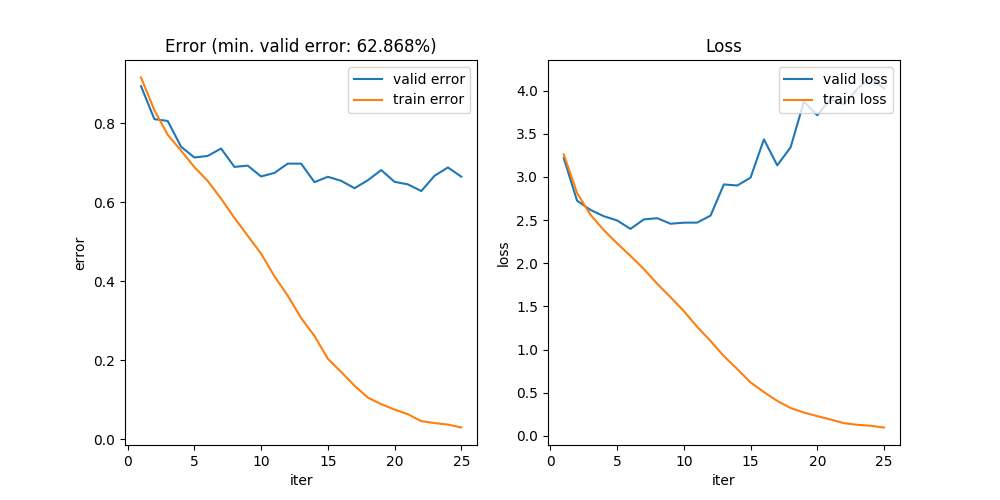 Error (min. valid error: 62.868%)
valid error
train error
0.8
0.6
0.4
0.2
0.0
error
0 5 10 15 20 25
iter
Loss
valid loss
train loss
4.0
3.5
3.0
2.5
2.0
1.5
1.0
0.5
0.0
loss
0 5 10 15 20 25
iter